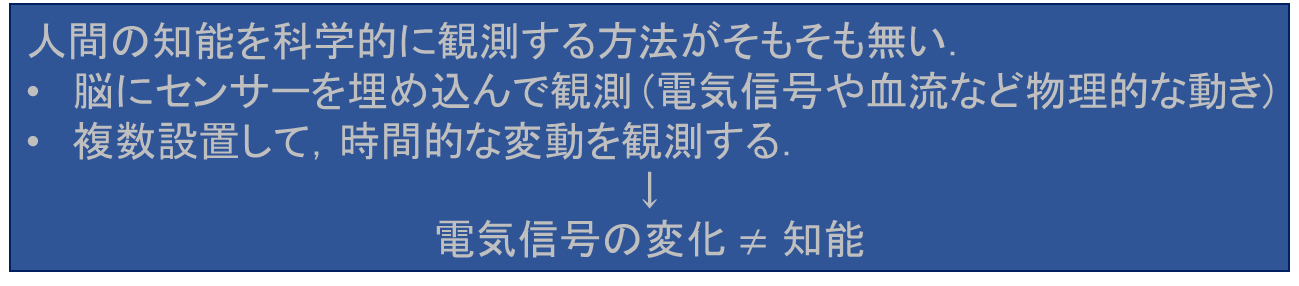 人間の知能を科学的に観測する方法がそもそも無い.
• 脳にセンサーを埋め込んで観測(電気信号や血流など物理的な動き)
• 複数設置して, 時間的な変動を観測する.
↓
電気信号の変化 ≠ 知能